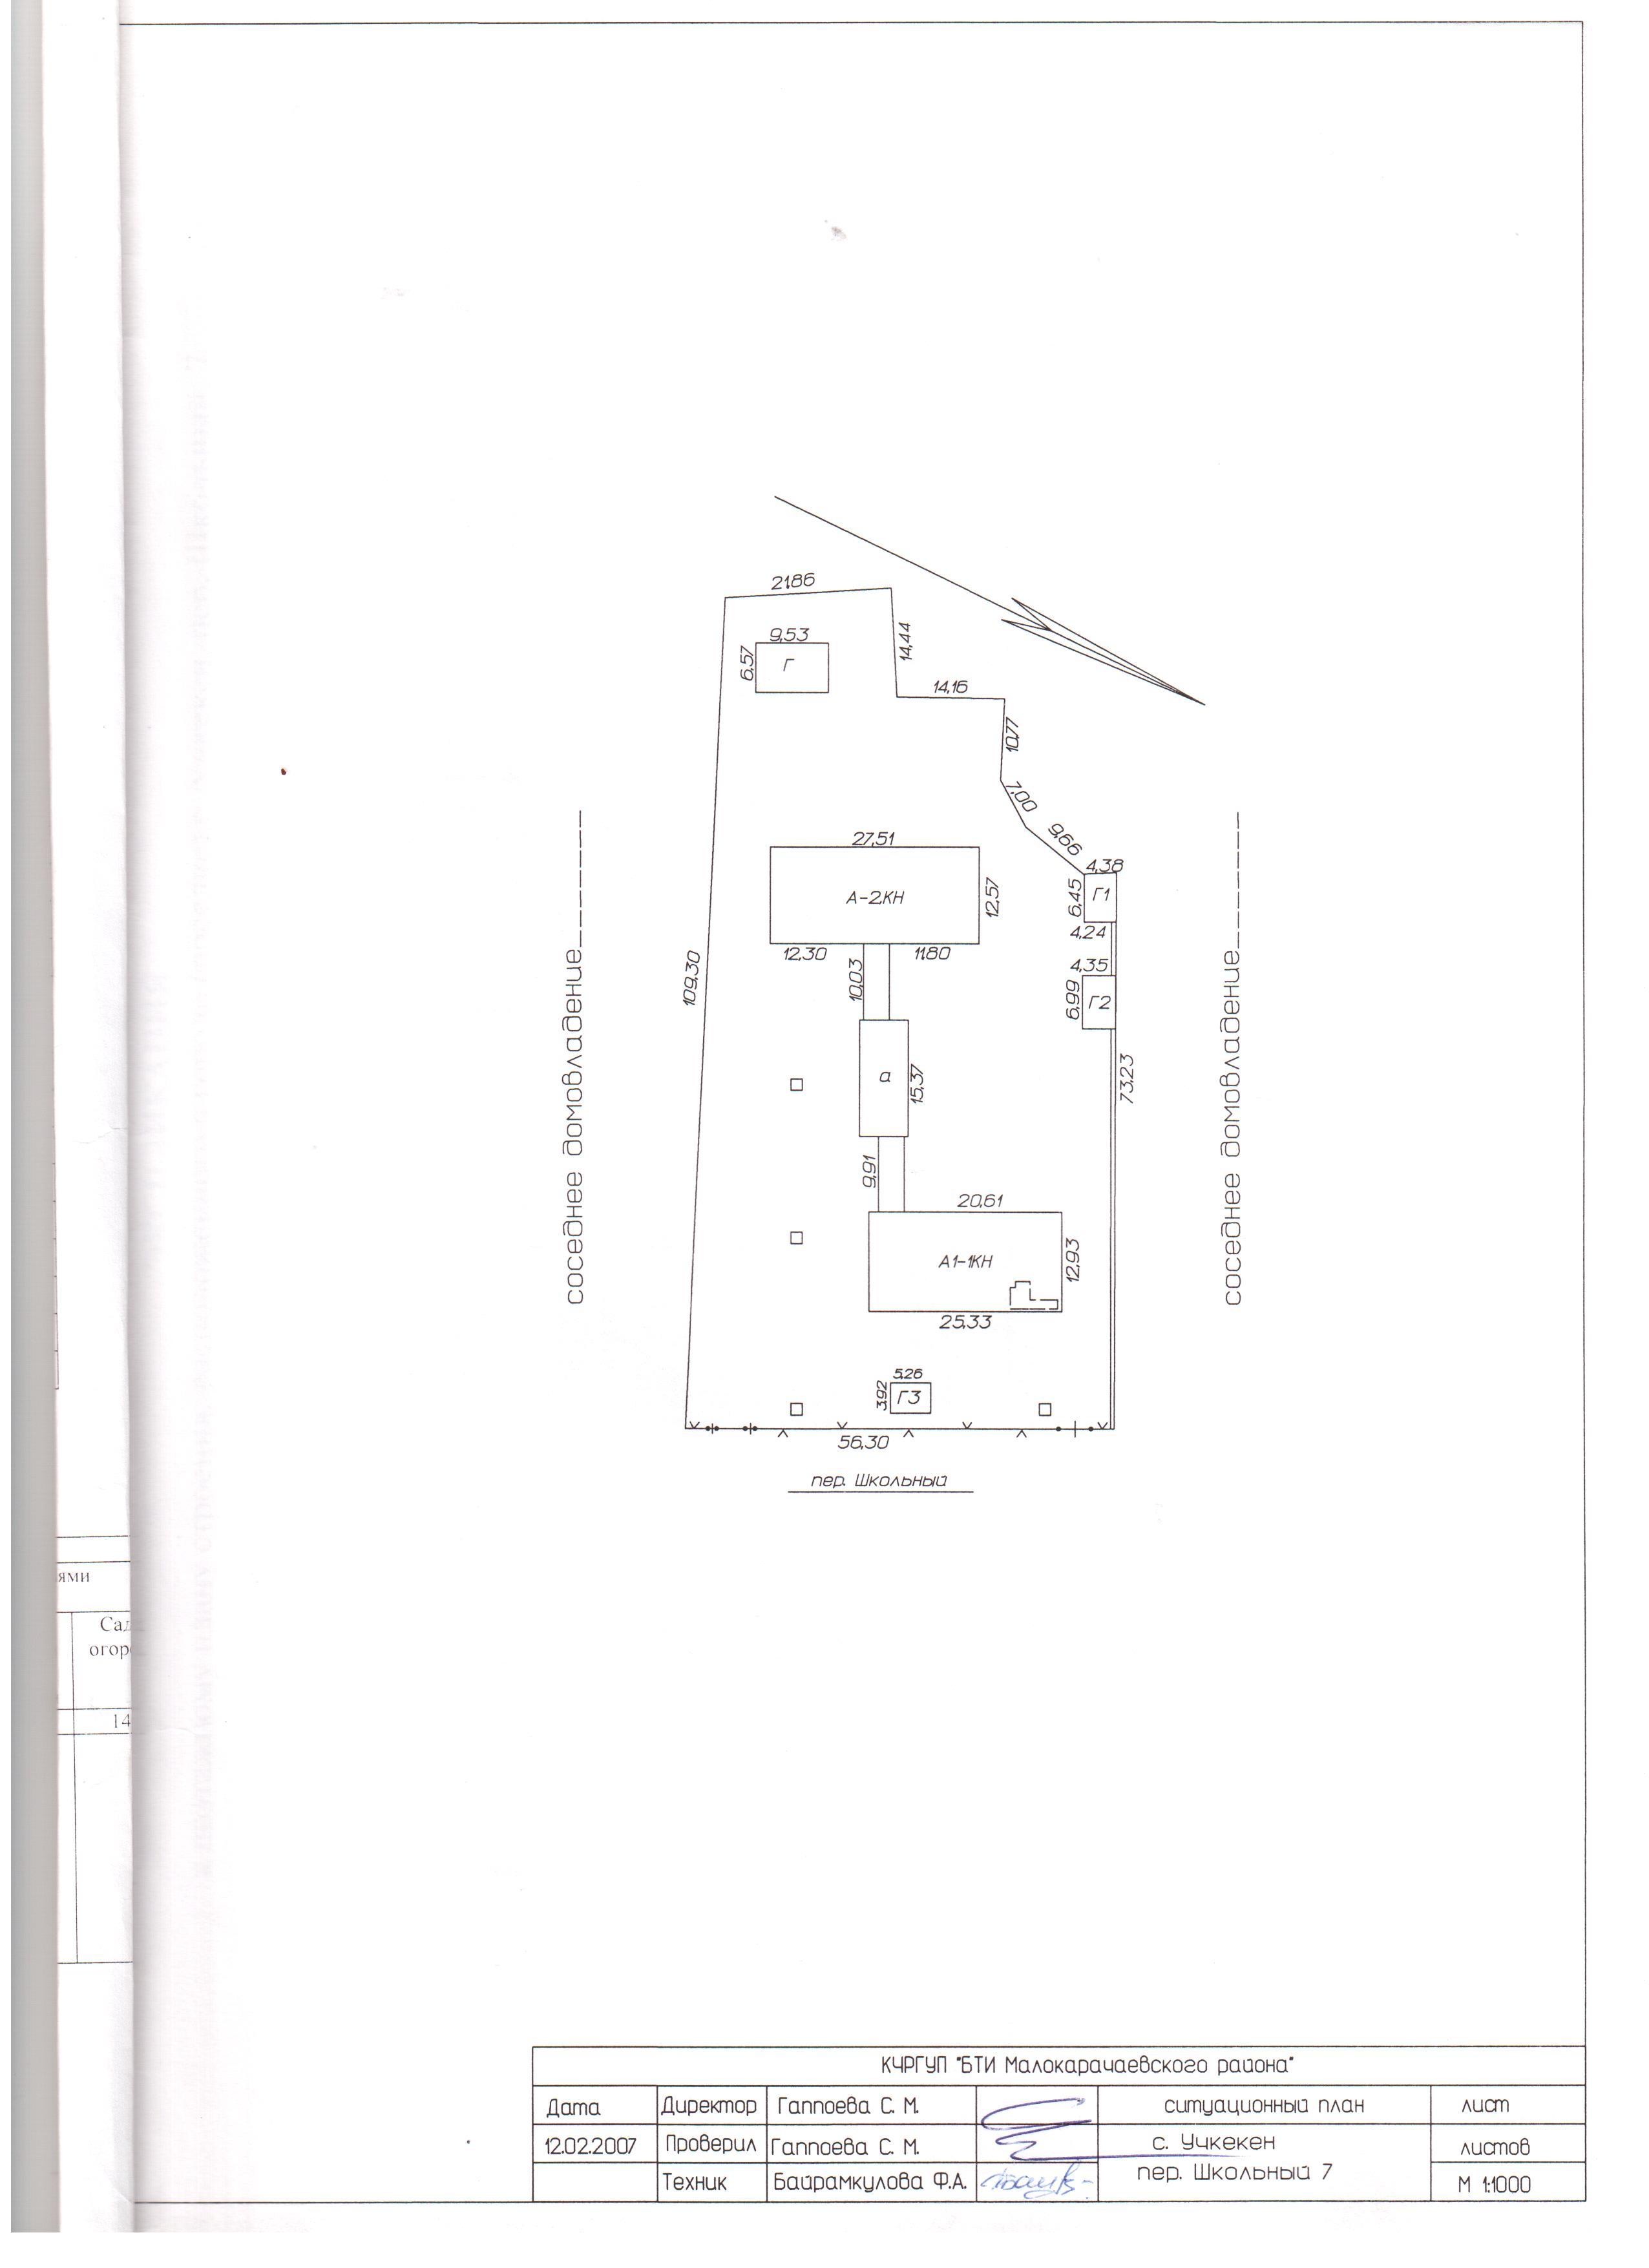 21,86
9,53
6,57
Г
14,44
14,16
10,77
7,00
9,66
27,51
А-2,КН
12,57
4,38
Г1
6,45
4,24
12,30
11,80
10,03
4,35
6,99
Г2
109,30
соседнее домовладение
соседнее домовладение
а
15,37
73,23
9,91
20,61
А1-1КН
12,93
25,33
5,26
3,92
Г3
56,30
пер. Школьный
ями
Сад
огор
14
КЧРГУП "БТИ Малокарачаевского района"
Дата Директор Гаппоева С. М. ситуационный план лист
12.02.2007 Проверил Гаппоева С. М. с. Учкекен листов
Техник Байрамкулова Ф.А. пер. Школьный 7 М 1:1000